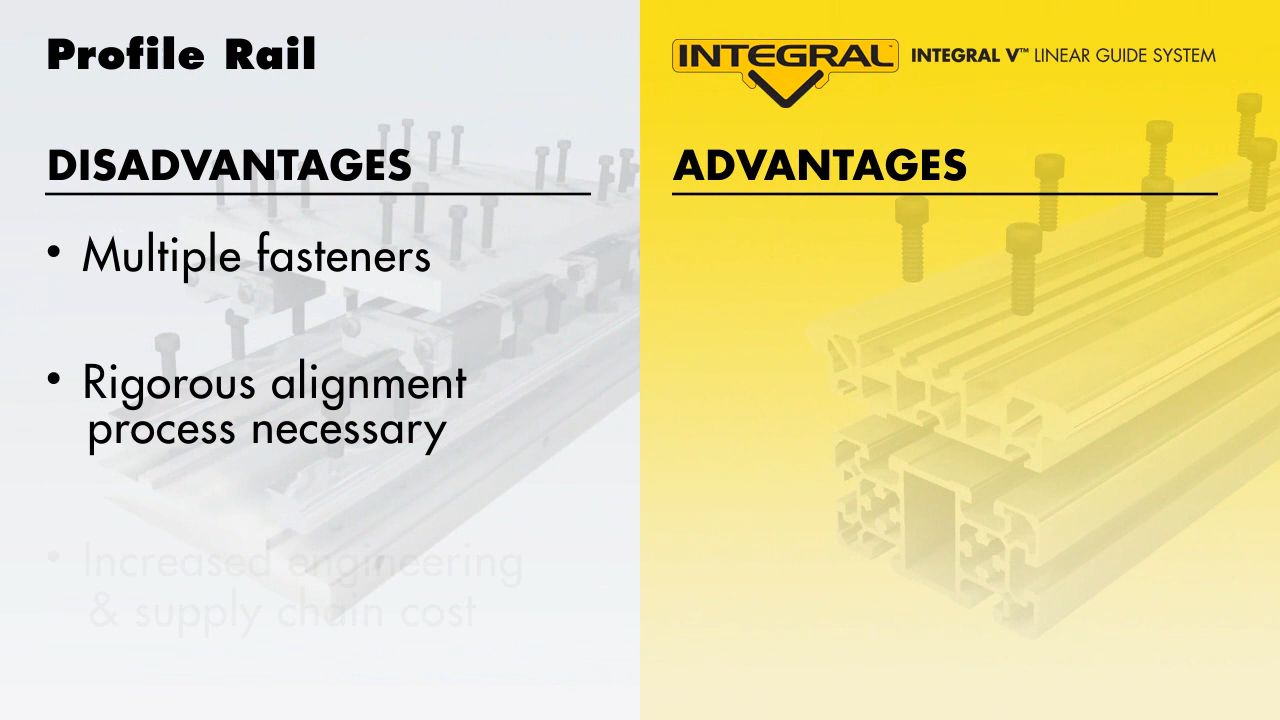 Profile Rail
DISADVANTAGES
• Multiple fasteners
• Rigorous alignment
process necessary
• Increased engineering
& supply chain cost
INTEGRAL™ INTEGRAL V™ LINEAR GUIDE SYSTEM
ADVANTAGES